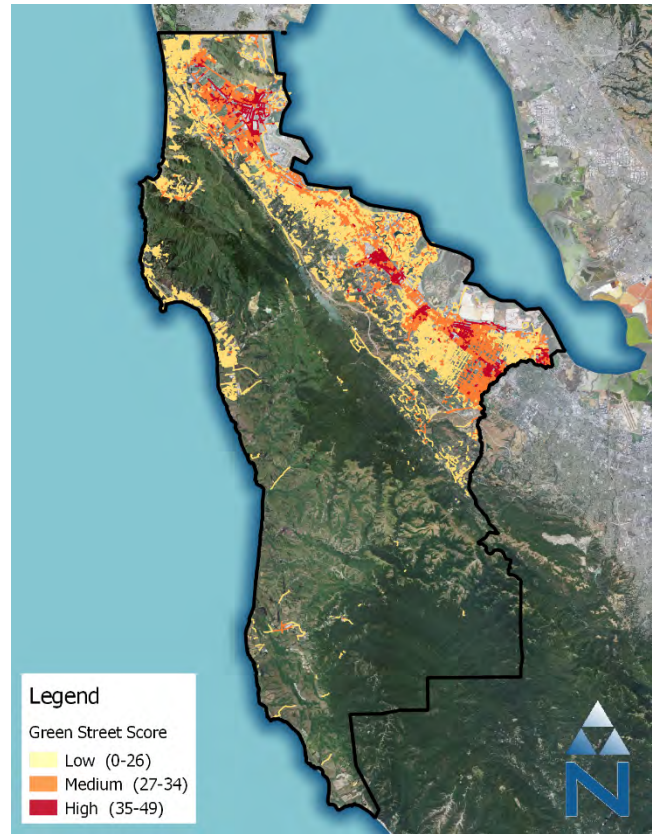 Legend
Green Street Score
Low (0-26)
Medium (27-34)
High (35-49)
N